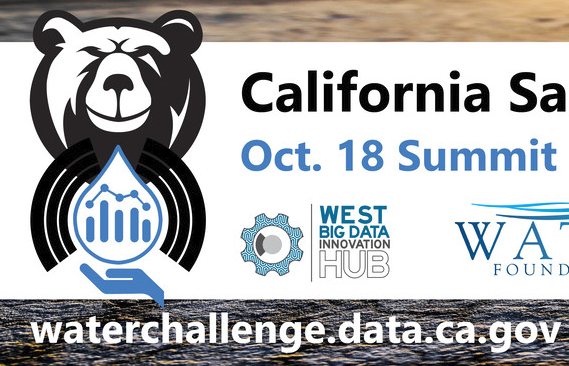 California Sa
Oct. 18 Summit
WEST
BIG DATA
INNOVATION
HUB
WAT
FOUND
waterchallenge.data.ca.gov